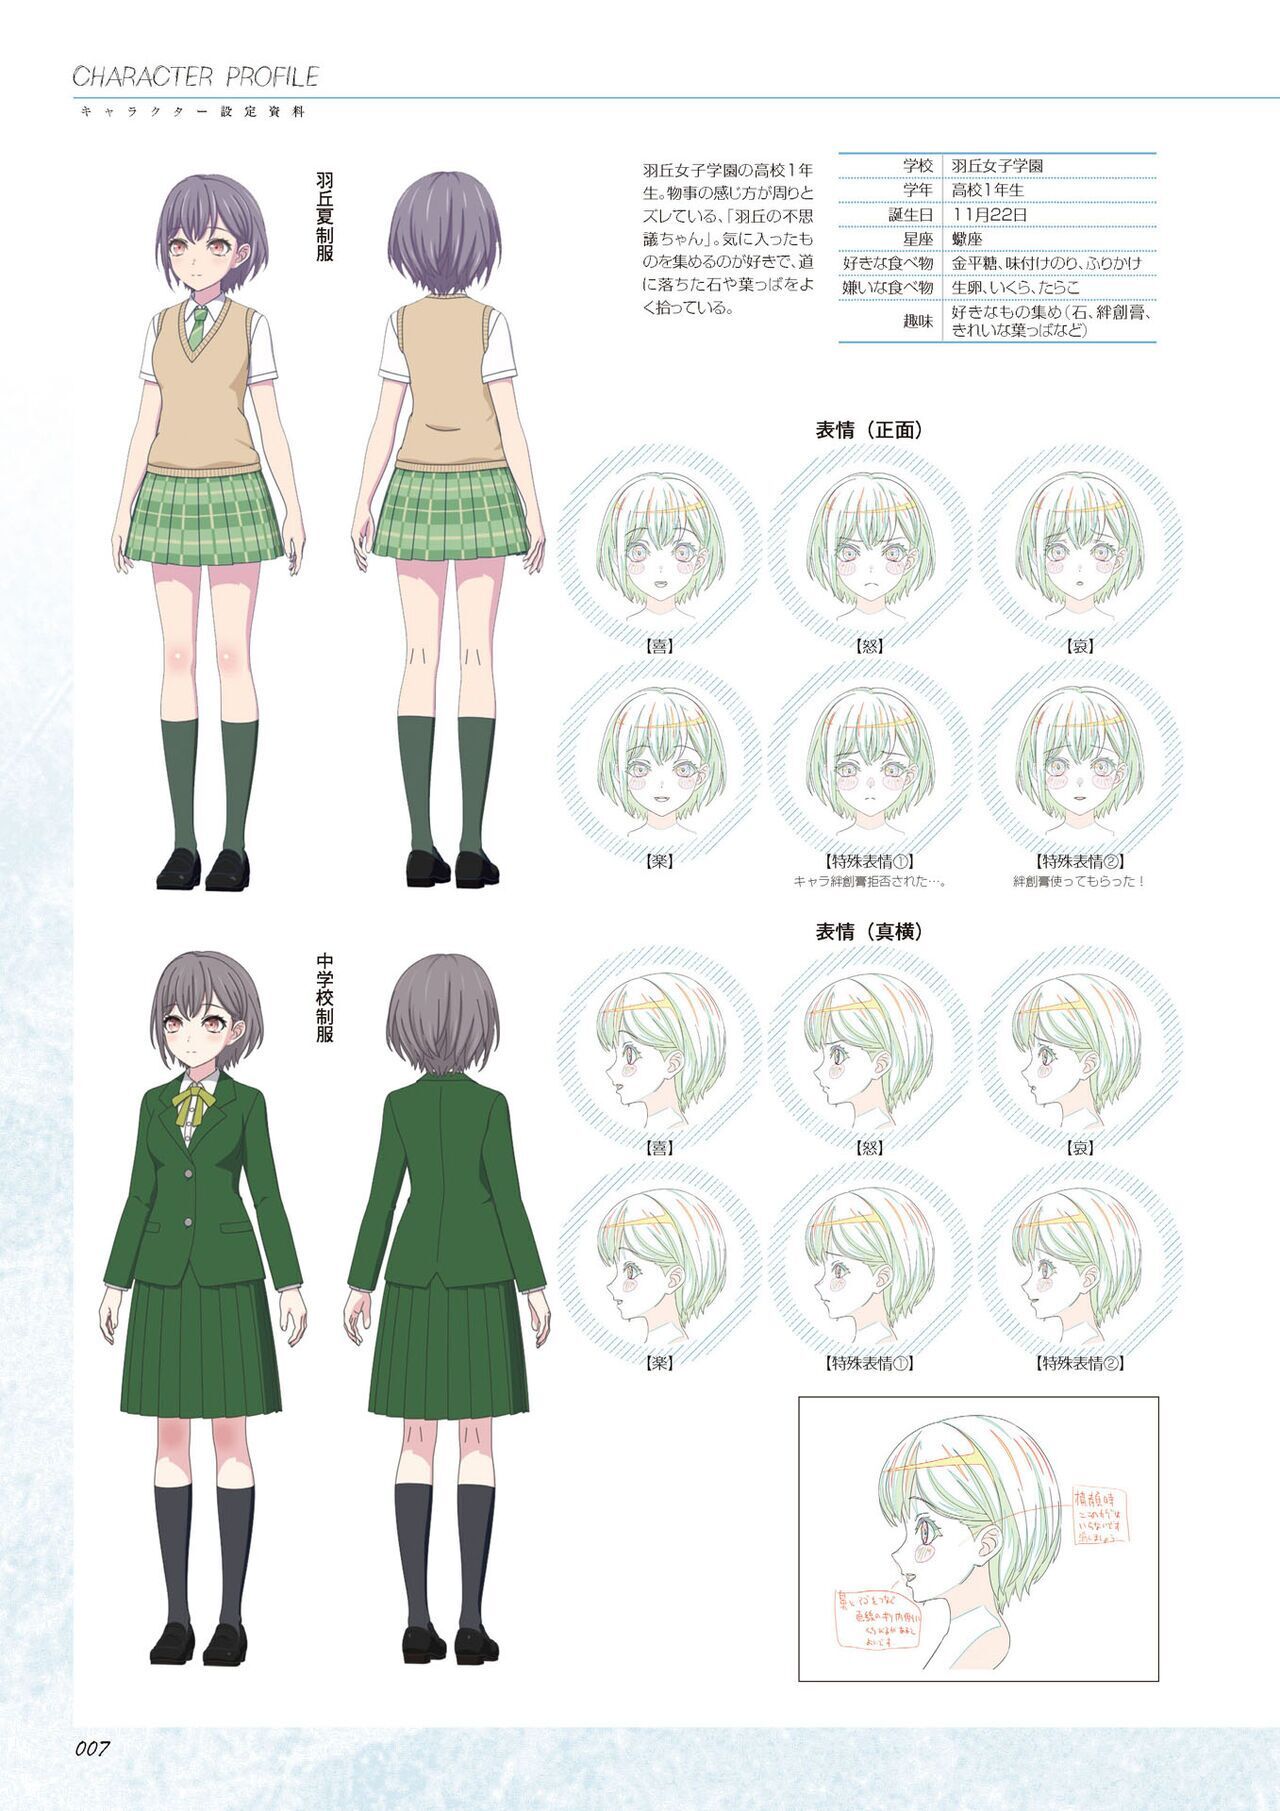 CHARACTER PROFILE
キャラクター設定資料
羽丘夏制服
羽丘女子学園の高校1年
生。物事の感じ方が周りと
ズレている、「羽丘の不思
議ちゃん」。気に入ったも
のを集めるのが好きで、道
に落ちた石や葉っぱをよ
く拾っている。
学校 羽丘女子学園
学年 高校1年生
誕生日 11月22日
星座 蠍座
好きな食べ物 金平糖、味付けのり、ふりかけ
嫌いな食べ物 生卵、いくら、たらこ
趣味 好きなもの集め（石、絆創膏、
きれいな葉っぱなど）
表情（正面）
【喜】
【怒】
【哀】
【楽】
【特殊表情①】
キャラ絆創膏拒否された…。
【特殊表情②】
絆創膏使ってもらった！
中学校制服
表情（真横）
【喜】
【怒】
【哀】
【楽】
【特殊表情①】
【特殊表情②】
横顔時
いらないです
よいです
007